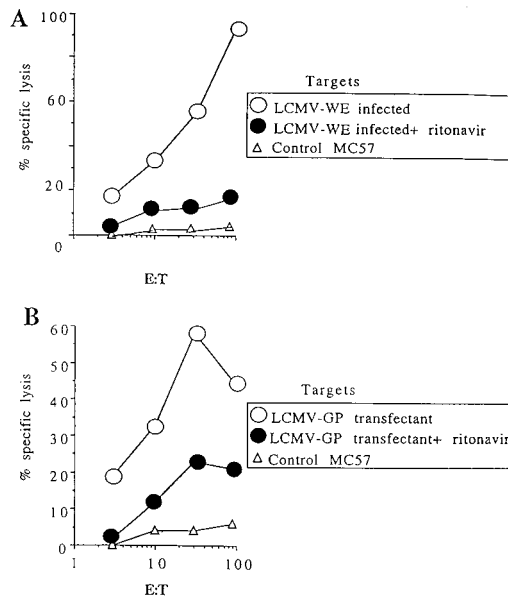 A
100
60
20
0
% specific lysis
E:T
Targets
LCMV-WE infected
LCMV-WE infected+ ritonavir
Control MC57
B
60
50
40
30
20
10
0
% specific lysis
1 10 100
E:T
Targets
LCMV-GP transfectant
LCMV-GP transfectant+ ritonavir
Control MC57